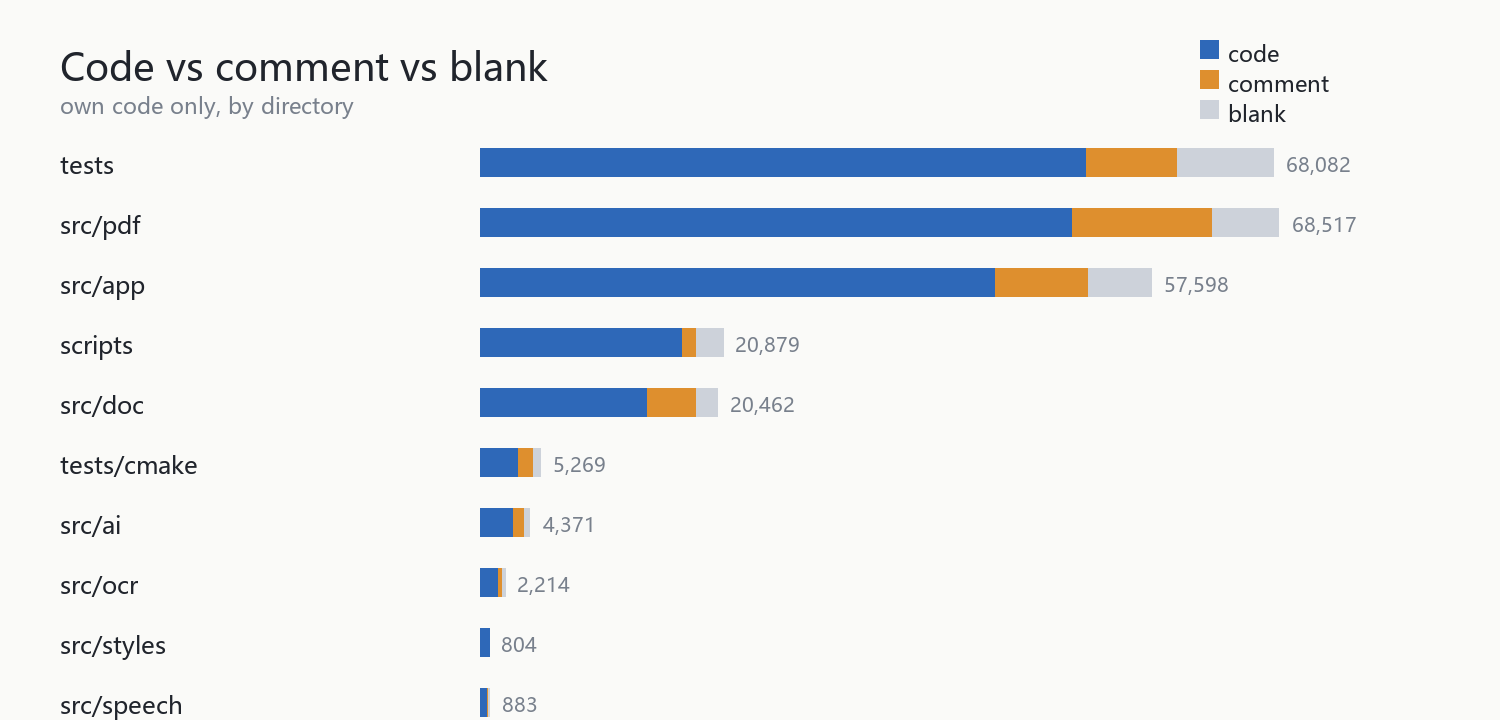 Code vs comment vs blank
own code only, by directory
code
comment
blank
tests 68,082
src/pdf 68,517
src/app 57,598
scripts 20,879
src/doc 20,462
tests/cmake 5,269
src/ai 4,371
src/ocr 2,214
src/styles 804
src/speech 883